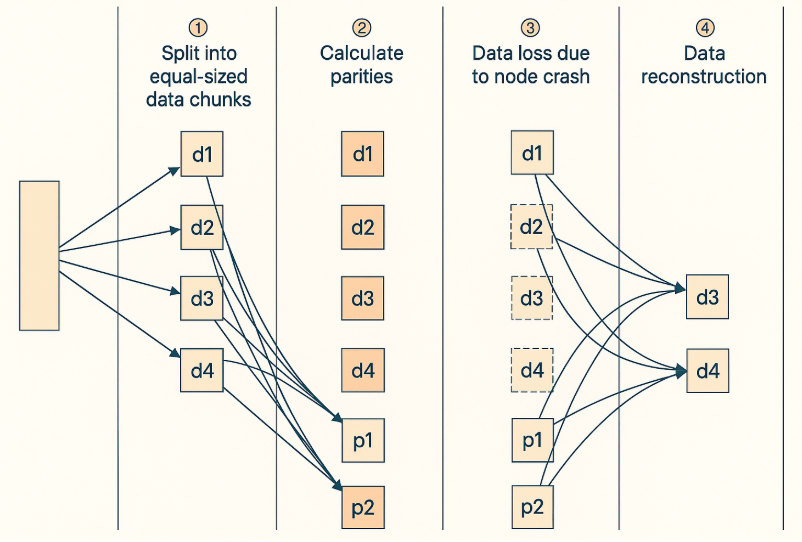 1
Split into
equal-sized
data chunks
d1
d2
d3
d4
2
Calculate
parities
d1
d2
d3
d4
p1
p2
3
Data loss due
to node crash
d1
d2
d3
d4
p1
p2
4
Data
reconstruction
d3
d4